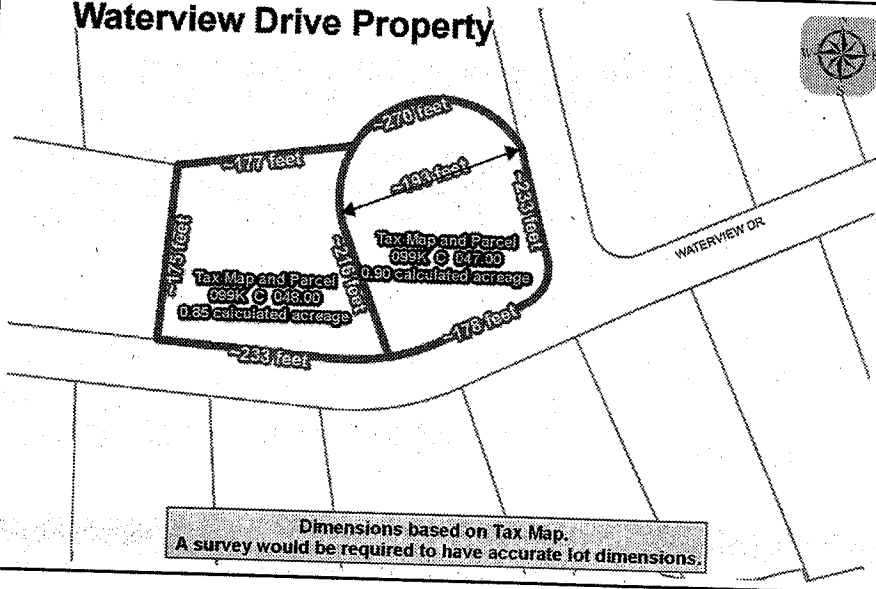 Waterview Drive Property
N
W
S
~270 feet
~177 feet
~193 feet
~233 feet
WATERVIEW DR
~175 feet
~216 feet
Tax Map and Parcel
099K C 047.00
0.90 calculated acreage
Tax Map and Parcel
099K C 048.00
0.85 calculated acreage
~178 feet
~233 feet
Dimensions based on Tax Map.
A survey would be required to have accurate lot dimensions.